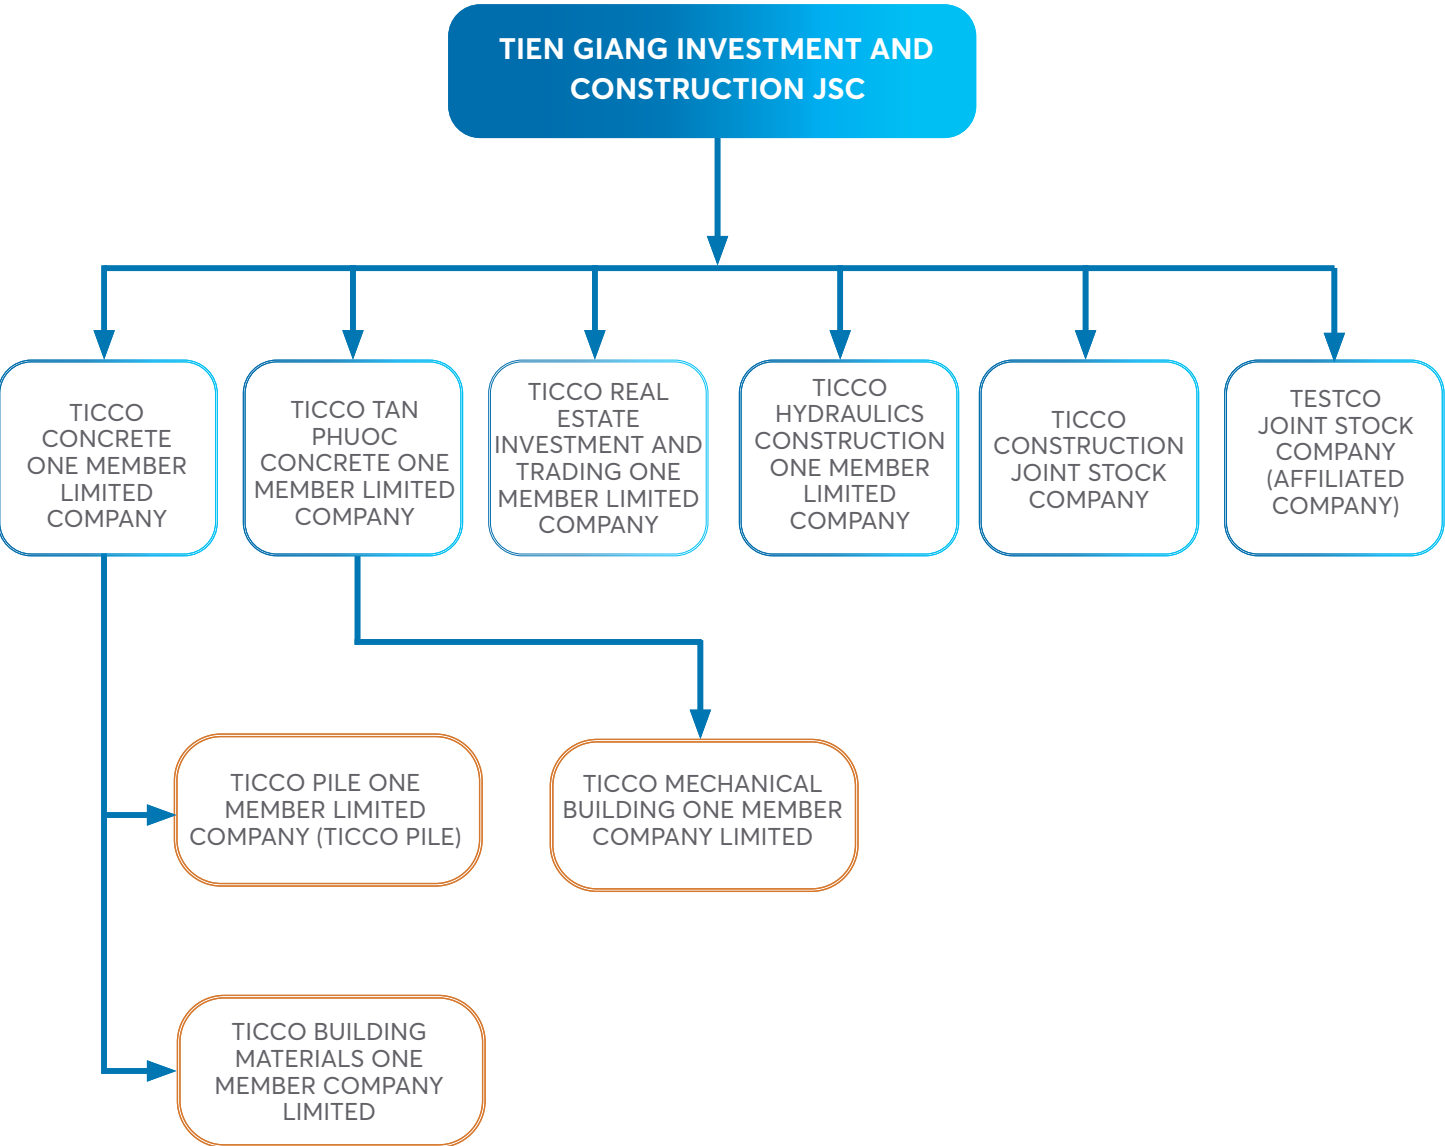 TIEN GIANG INVESTMENT AND
CONSTRUCTION JSC
TICCO
CONCRETE
ONE MEMBER
LIMITED
COMPANY
TICCO TAN
PHUOC
CONCRETE ONE
MEMBER LIMITED
COMPANY
TICCO REAL
ESTATE
INVESTMENT AND
TRADING ONE
MEMBER LIMITED
COMPANY
TICCO
HYDRAULICS
CONSTRUCTION
ONE MEMBER
LIMITED
COMPANY
TICCO
CONSTRUCTION
JOINT STOCK
COMPANY
TESTCO
JOINT STOCK
COMPANY
(AFFILIATED
COMPANY)
TICCO PILE ONE
MEMBER LIMITED
COMPANY (TICCO PILE)
TICCO MECHANICAL
BUILDING ONE MEMBER
COMPANY LIMITED
TICCO BUILDING
MATERIALS ONE
MEMBER COMPANY
LIMITED